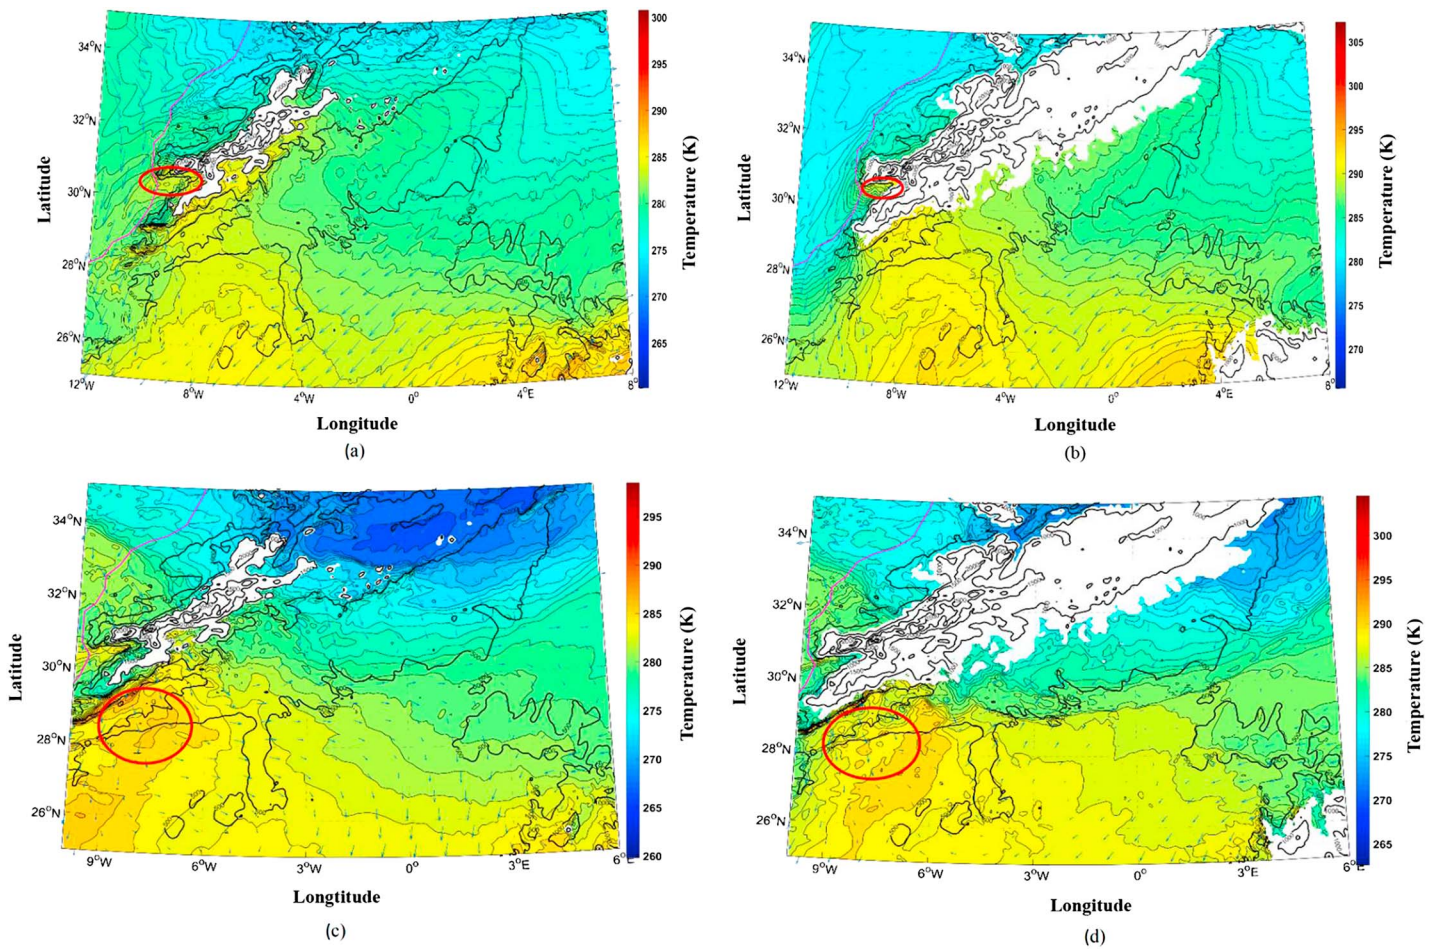 34°N
32°N
30°N
28°N
26°N
12°W
8°W
4°W
0°
4°E
8°
Latitude
Longitude
300
295
290
285
280
275
270
265
Temperature (K)
(a)
34°N
32°N
30°N
28°N
26°N
12°W
8°W
4°W
0°
4°E
8°
Latitude
Longitude
305
300
295
290
285
280
275
270
Temperature (K)
(b)
34°N
32°N
30°N
28°N
26°N
9°W
6°W
3°W
0°
3°E
6°E
Latitude
Longtitude
295
290
285
280
275
270
265
260
Temperature (K)
(c)
34°N
32°N
30°N
28°N
26°N
9°W
6°W
3°W
0°
3°E
6°E
Latitude
Longitude
300
295
290
285
280
275
270
265
Temperature (K)
(d)